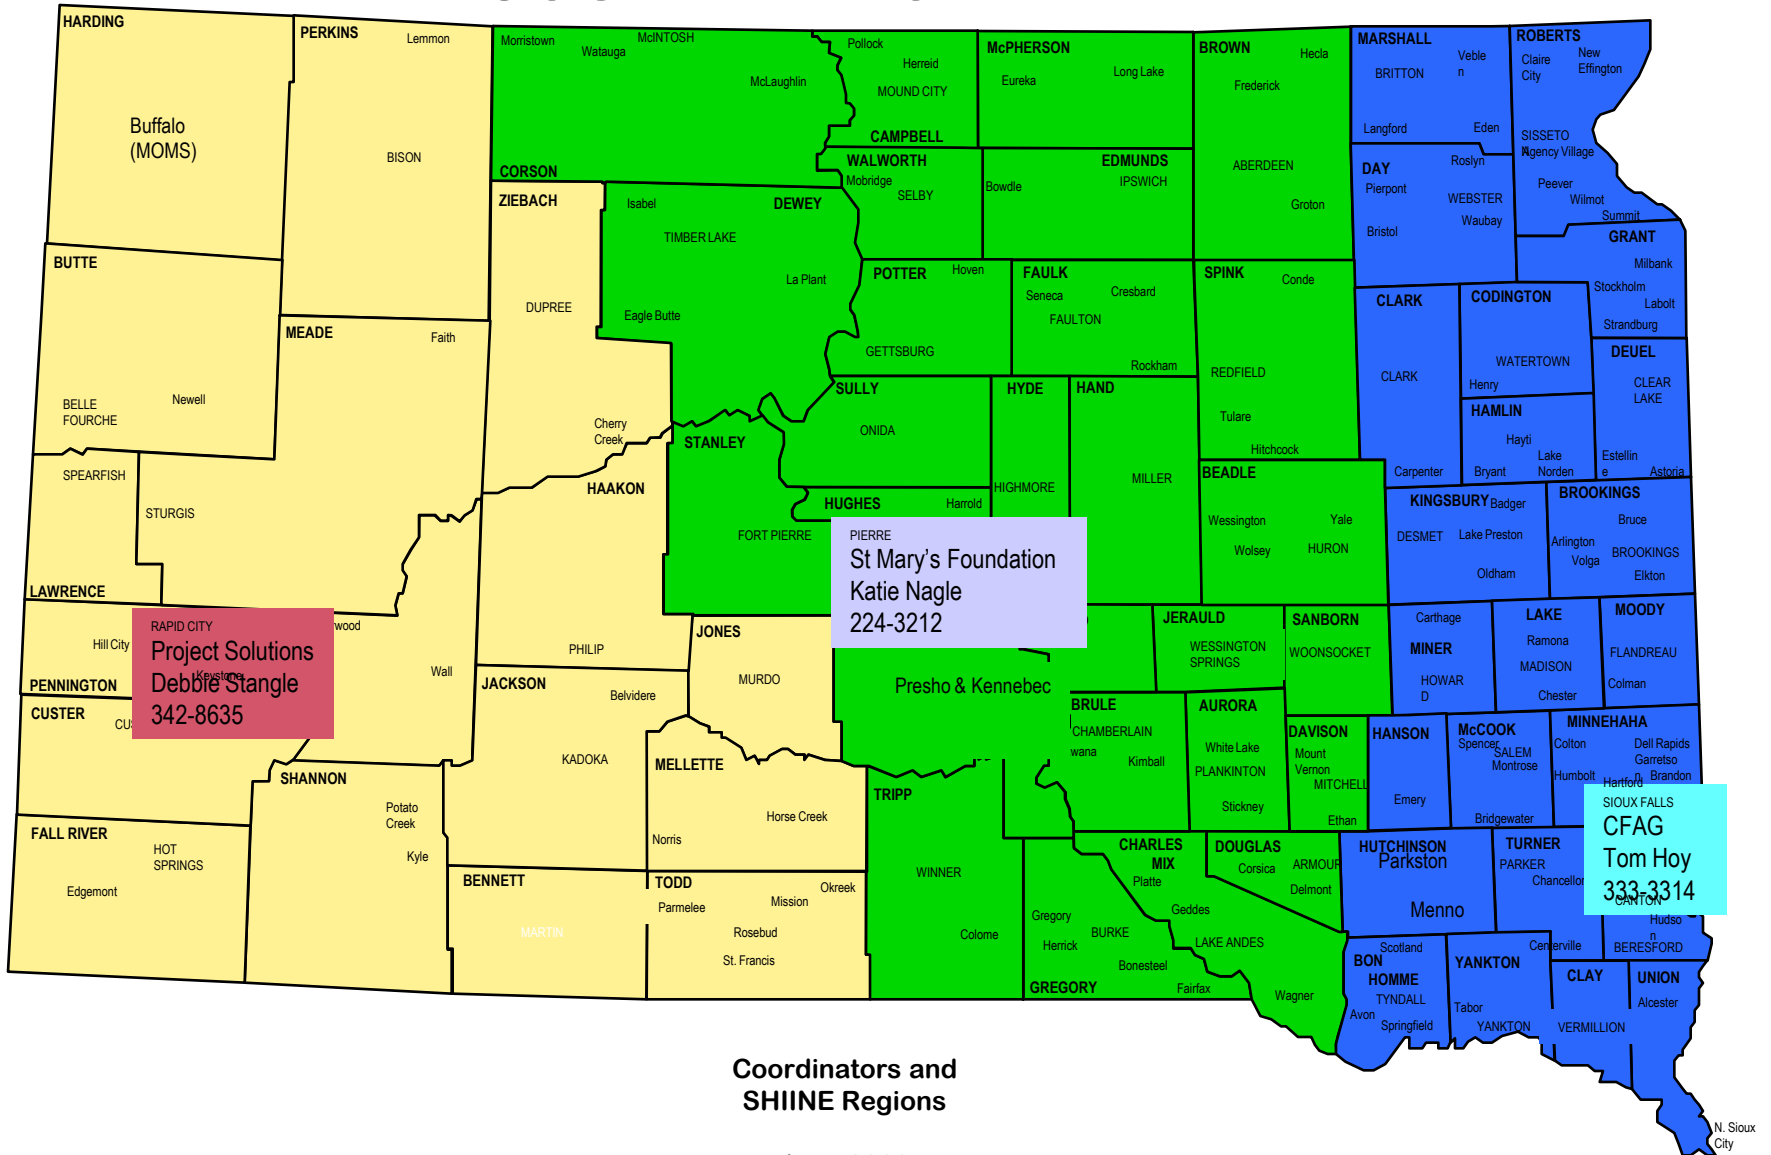 HARDING
Buffalo
(MOMS)
PERKINS
Lemmon
BISON
Morristown
Watauga
McINTOSH
McLaughlin
CORSON
Pollock
Herreid
MOUND CITY
CAMPBELL
McPHERSON
Eureka
Long Lake
BROWN
Hecla
Frederick
ABERDEEN
Groton
MARSHALL
Veble
n
BRITTON
Langford
Eden
ROBERTS
Claire
City
New
Effington
SISSETO
Agency Village
Peever
Wilmot
Summit
ZIEBACH
DUPREE
Cherry
Creek
Isabel
DEWEY
TIMBER LAKE
La Plant
Eagle Butte
WALWORTH
Mobridge
SELBY
EDMUNDS
Bowdle
IPSWICH
DAY
Roslyn
Pierpont
WEBSTER
Waubay
Bristol
GRANT
Milbank
Stockholm
Labolt
Strandburg
BUTTE
BELLE
FOURCHE
Newell
MEADE
Faith
STURGIS
POTTER
Hoven
GETTSBURG
FAULK
Seneca
Cresbard
FAULTON
Rockham
SPINK
Conde
REDFIELD
Tulare
Hitchcock
CLARK
CLARK
Carpenter
CODINGTON
WATERTOWN
Henry
DEUEL
CLEAR
LAKE
Estellin
e
Astoria
HAMLIN
Hayti
Lake
Norden
Bryant
SULLY
ONIDA
HYDE
HIGHMORE
HAND
MILLER
STANLEY
FORT PIERRE
HAAKON
PHILIP
SPEARFISH
LAWRENCE
HUGHES
Harrold
BEADLE
Wessington
Yale
Wolsey
HURON
KINGSBURY
Badger
DESMET
Lake Preston
Oldham
BROOKINGS
Bruce
Arlington
Volga
BROOKINGS
Elkton
PIERRE
St Mary's Foundation
Katie Nagle
224-3212
RAPID CITY
Project Solutions
Debbie Stangle
342-8635
Keystone
Hill City
rwood
Wall
PENNINGTON
CUSTER
CUS
JONES
MURDO
JACKSON
Belvidere
KADOKA
Presho & Kennebec
JERAULD
WESSINGTON
SPRINGS
SANBORN
WOONSOCKET
Carthage
MINER
HOWAR
D
LAKE
Ramona
MADISON
Chester
MOODY
FLANDREAU
Colman
BRULE
CHAMBERLAIN
wana
Kimball
AURORA
White Lake
PLANKINTON
Stickney
DAVISON
Mount
Vernon
MITCHELL
Ethan
HANSON
Emery
McCOOK
Spencer
SALEM
Montrose
Bridgewater
MINNEHAHA
Colton
Dell Rapids
Garretso
n
Humbolt
Hartford
Brandon
SIOUX FALLS
CFAG
Tom Hoy
333-3314
CANTON
Hudso
n
BERESFORD
SHANNON
Potato
Creek
Kyle
MELLETTE
Horse Creek
Norris
TRIPP
WINNER
Colome
FALL RIVER
HOT
SPRINGS
Edgemont
BENNETT
MARTIN
TODD
Okreek
Parmelee
Mission
Rosebud
St. Francis
Gregory
BURKE
Herrick
Bonesteel
GREGORY
Fairfax
CHARLES
MIX
Platte
Geddes
LAKE ANDES
Wagner
DOUGLAS
Corsica
ARMOUR
Delmont
HUTCHINSON
Parkston
Menno
TURNER
PARKER
Chancellor
Centerville
Scotland
BON
HOMME
TYNDALL
Avon
Springfield
YANKTON
Tabor
YANKTON
CLAY
VERMILLION
UNION
Alcester
N. Sioux
City
Coordinators and
SHIINE Regions